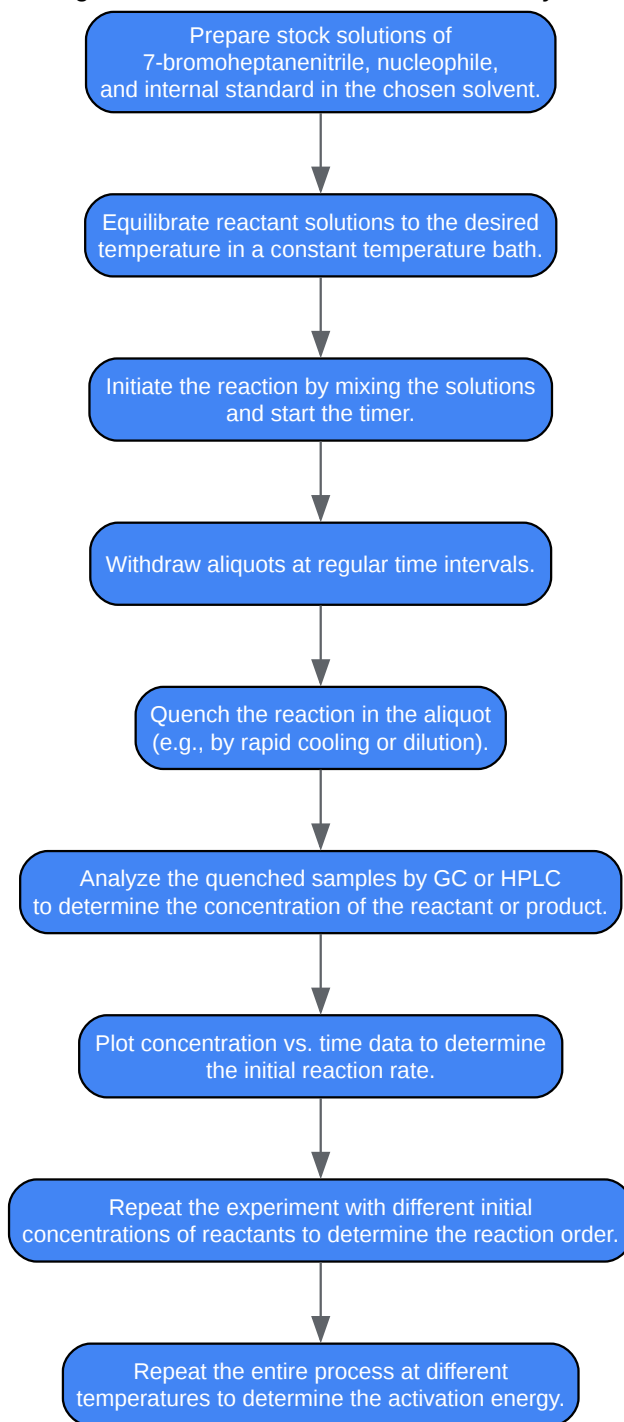 Prepare stock solutions of
7-bromoheptanenitrile, nucleophile,
and internal standard in the chosen solvent.
Equilibrate reactant solutions to the desired
temperature in a constant temperature bath.
Initiate the reaction by mixing the solutions
and start the timer.
Withdraw aliquots at regular time intervals.
Quench the reaction in the aliquot
(e.g., by rapid cooling or dilution).
Analyze the quenched samples by GC or HPLC
to determine the concentration of the reactant or product.
Plot concentration vs. time data to determine
the initial reaction rate.
Repeat the experiment with different initial
concentrations of reactants to determine the reaction order.
Repeat the entire process at different
temperatures to determine the activation energy.